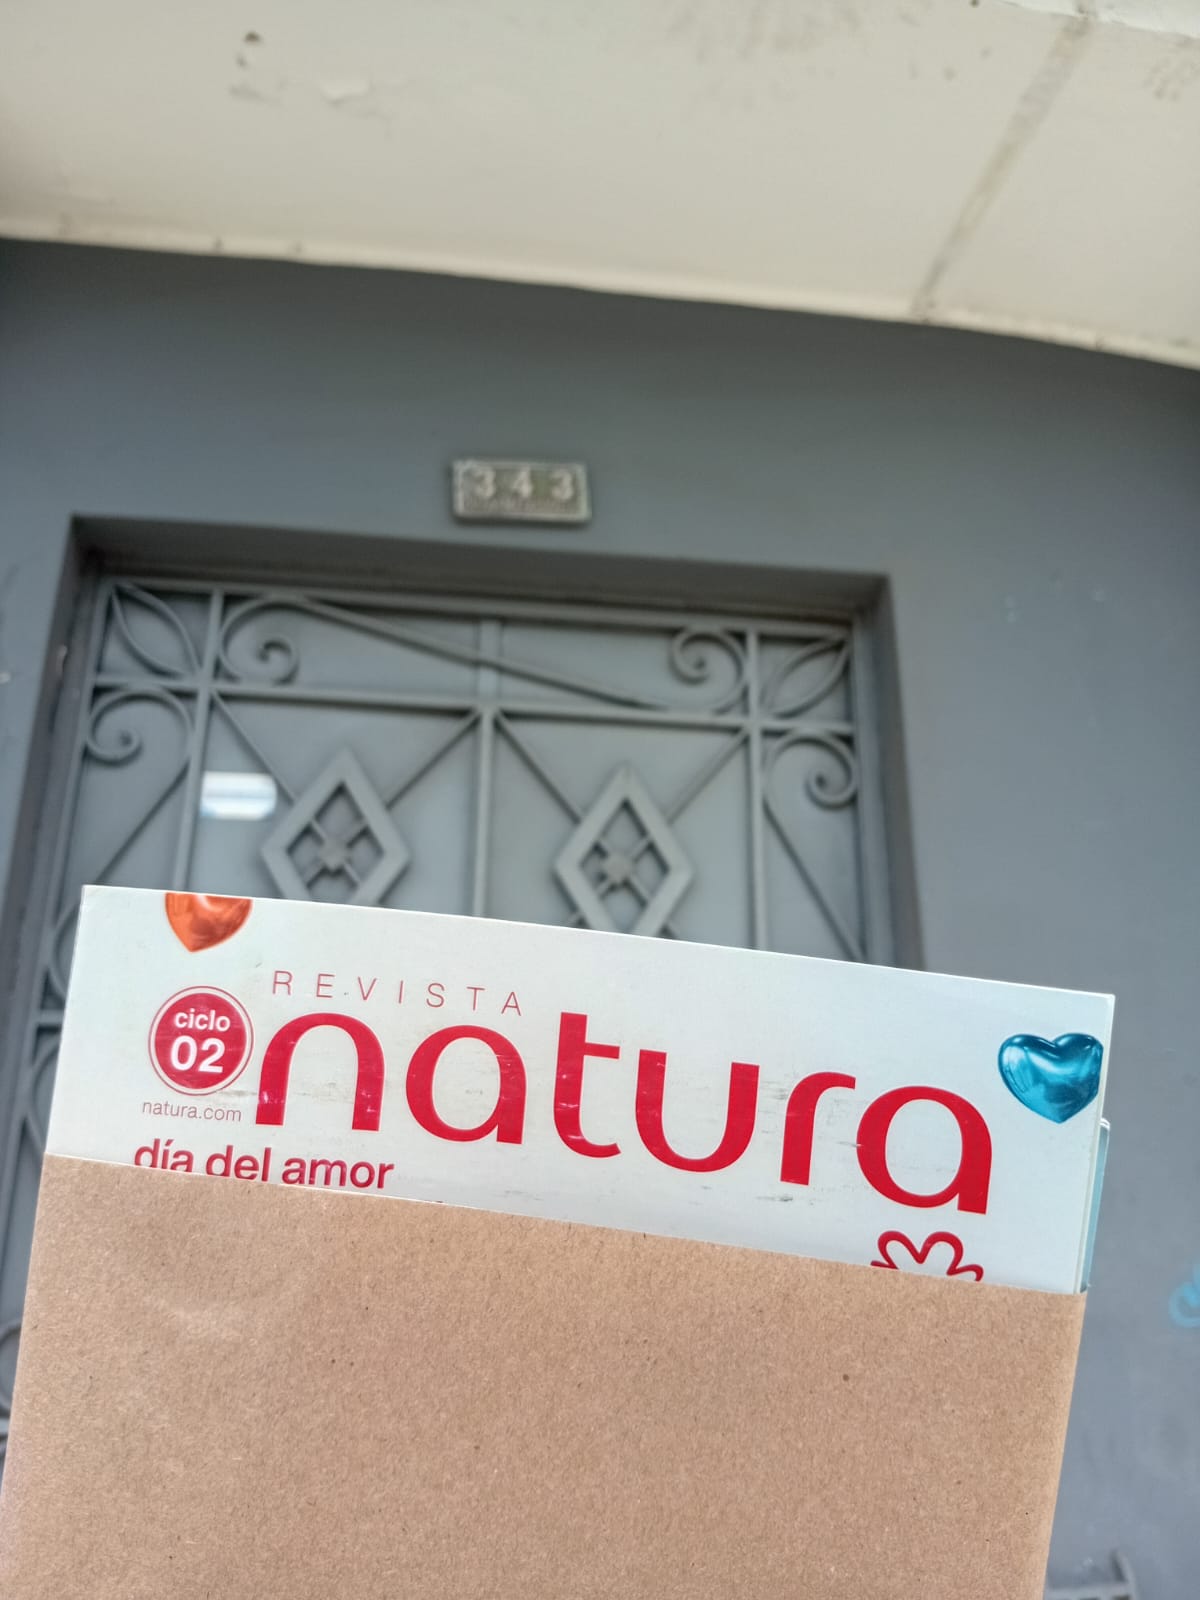 343
REVISTA
natura
ciclo
02
natura.com
día del amor